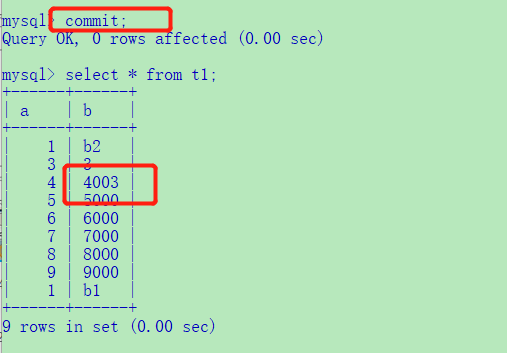 mysql> commit;
Query OK, 0 rows affected (0.00 sec)
mysql> select * from t1;
+------+------+
| a | b |
+------+------+
| 1 | b2 |
| 3 | 3 |
| 4 | 4003 |
| 5 | 5000 |
| 6 | 6000 |
| 7 | 7000 |
| 8 | 8000 |
| 9 | 9000 |
| 1 | b1 |
+------+------+
9 rows in set (0.00 sec)